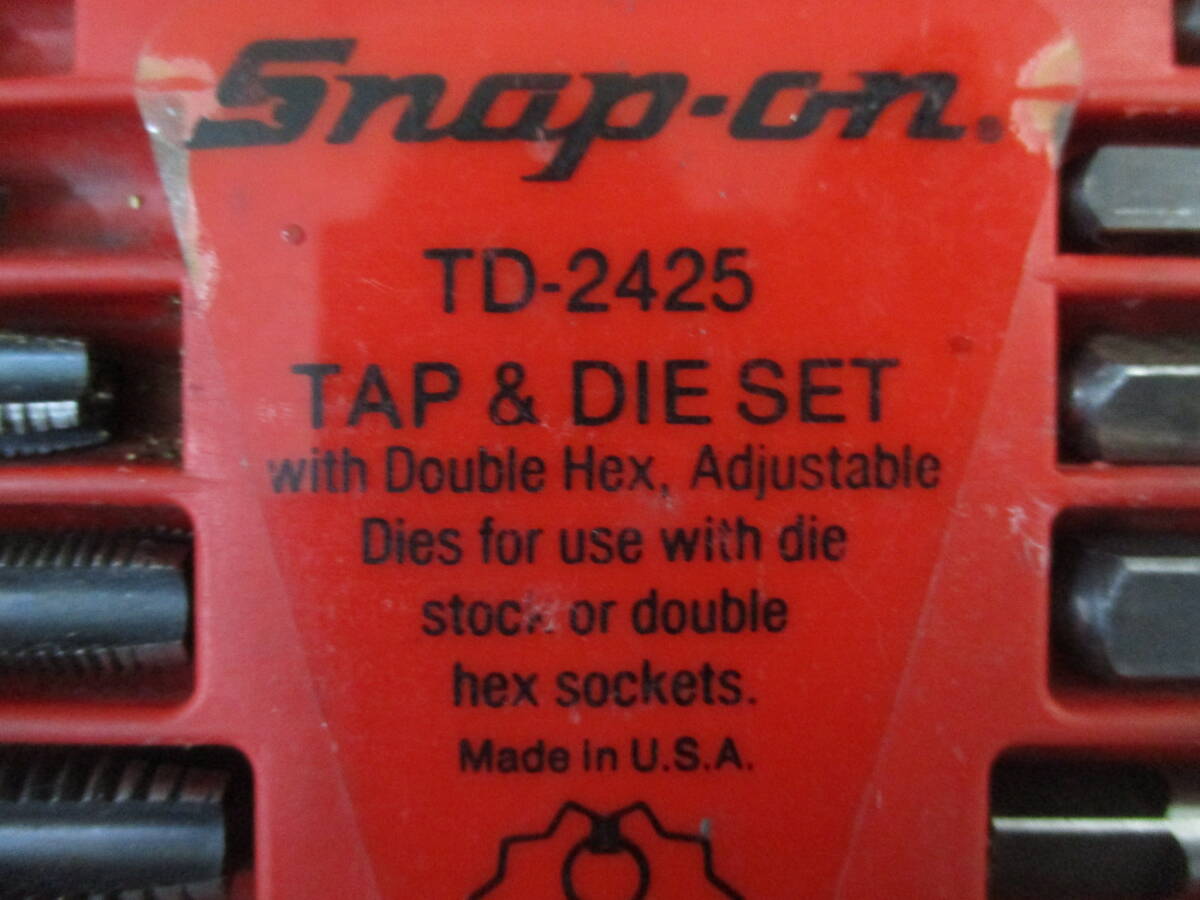 Snap-on®
TD-2425
TAP & DIE SET
with Double Hex, Adjustable
Dies for use with die
stock or double
hex sockets.
Made in U.S.A.